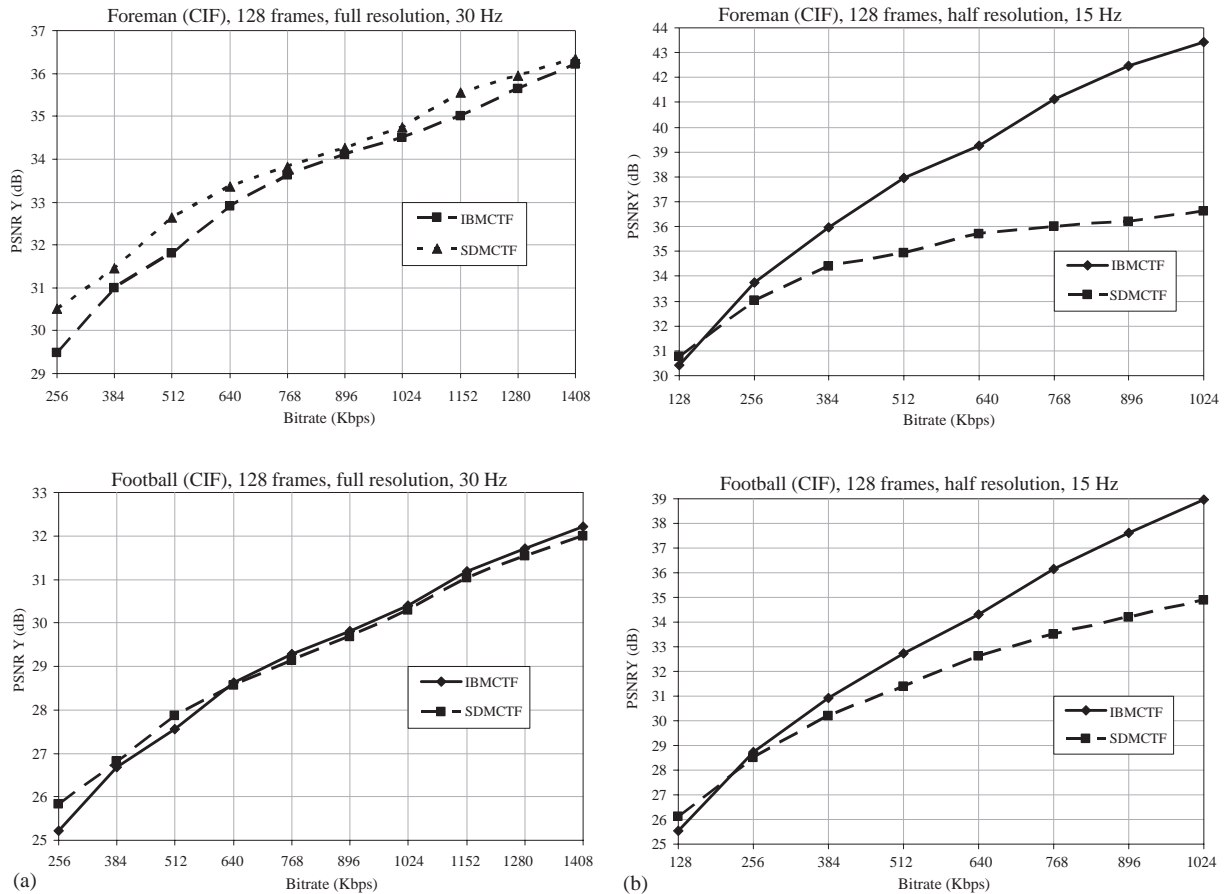 Foreman (CIF), 128 frames, full resolution, 30 Hz
37
36
35
34
33
32
31
30
29
PSNR Y (dB)
IBMCTF
SDMCTF
256 384 512 640 768 896 1024 1152 1280 1408
Bitrate (Kbps)
Foreman (CIF), 128 frames, half resolution, 15 Hz
44
43
42
41
40
39
38
37
36
35
34
33
32
31
30
PSNRY (dB )
IBMCTF
SDMCTF
128 256 384 512 640 768 896 1024
Bitrate (Kbps)
Football (CIF), 128 frames, full resolution, 30 Hz
33
32
31
30
29
28
27
26
25
PSNR Y (dB)
IBMCTF
SDMCTF
256 384 512 640 768 896 1024 1152 1280 1408
Bitrate (Kbps)
(a)
Football (CIF), 128 frames, half resolution, 15 Hz
39
38
37
36
35
34
33
32
31
30
29
28
27
26
25
PSNRY (dB)
IBMCTF
SDMCTF
128 256 384 512 640 768 896 1024
Bitrate (Kbps)
(b)